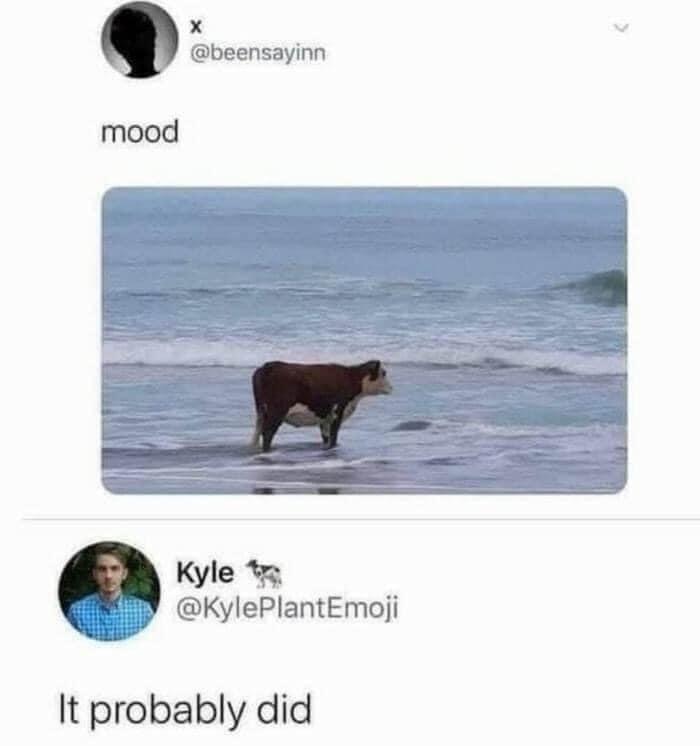 x
@beensayinn
mood
Kyle 🐄
@KylePlantEmoji
It probably did